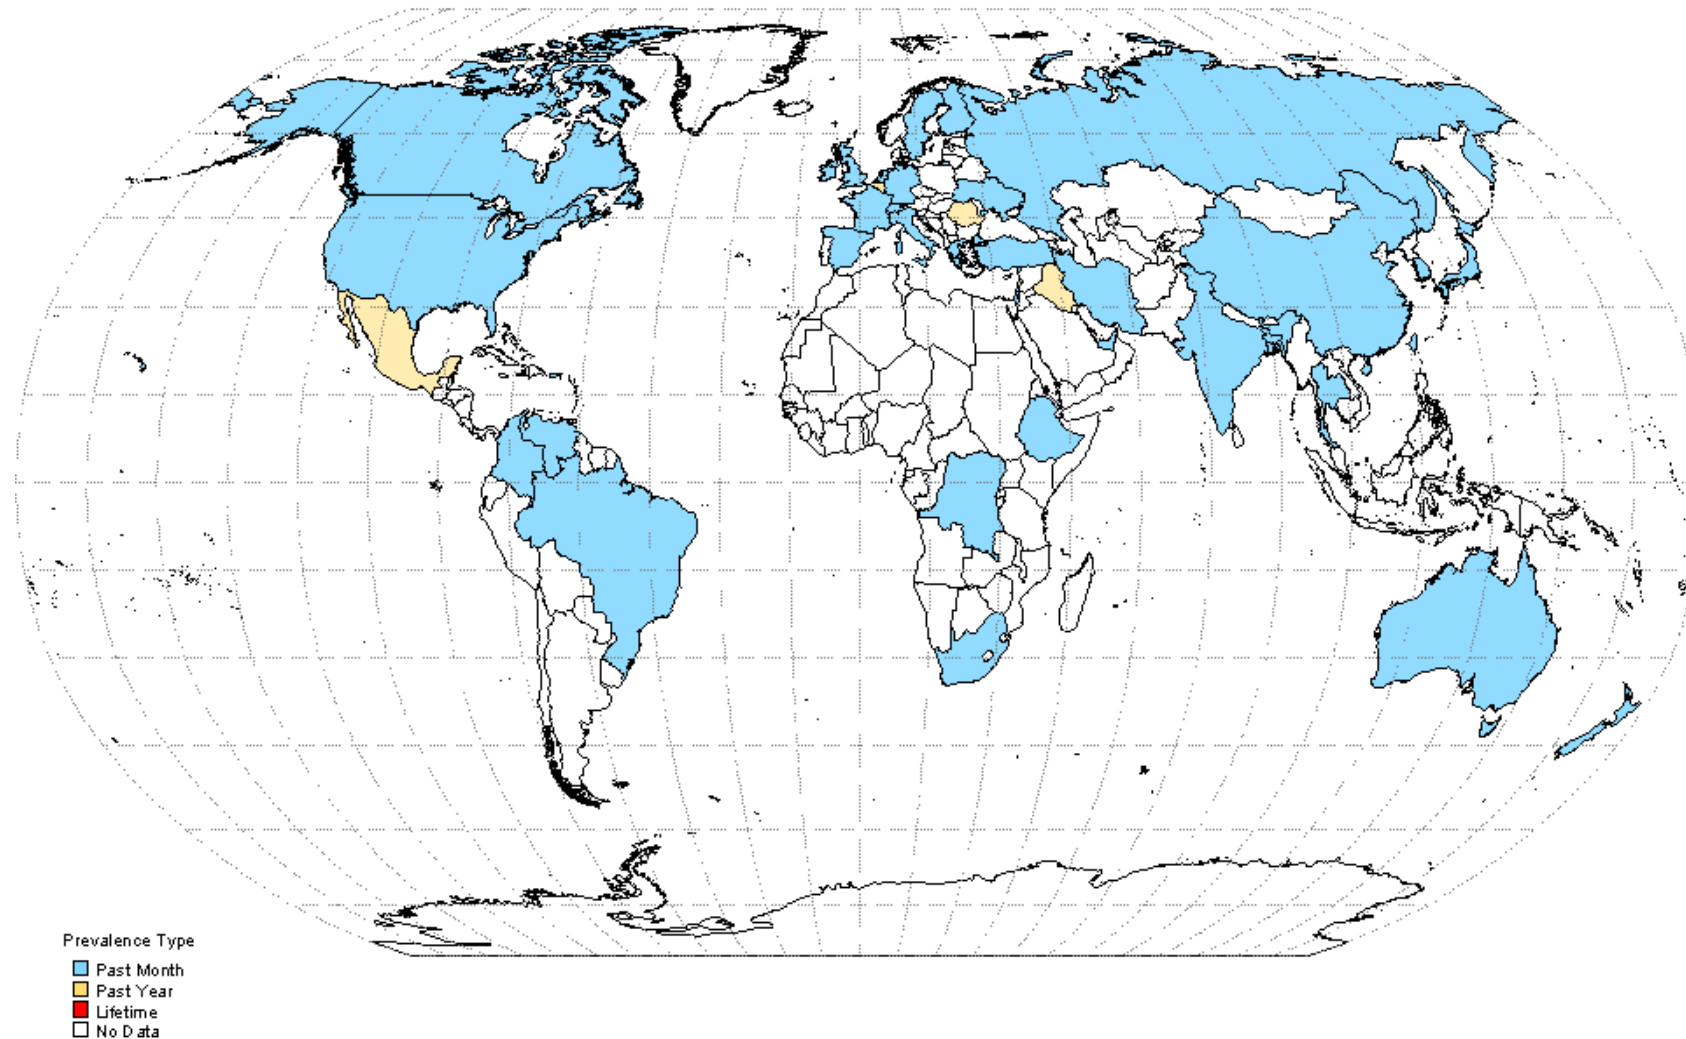 Prevalence Type
Past Month
Past Year
Lifetime
No Data